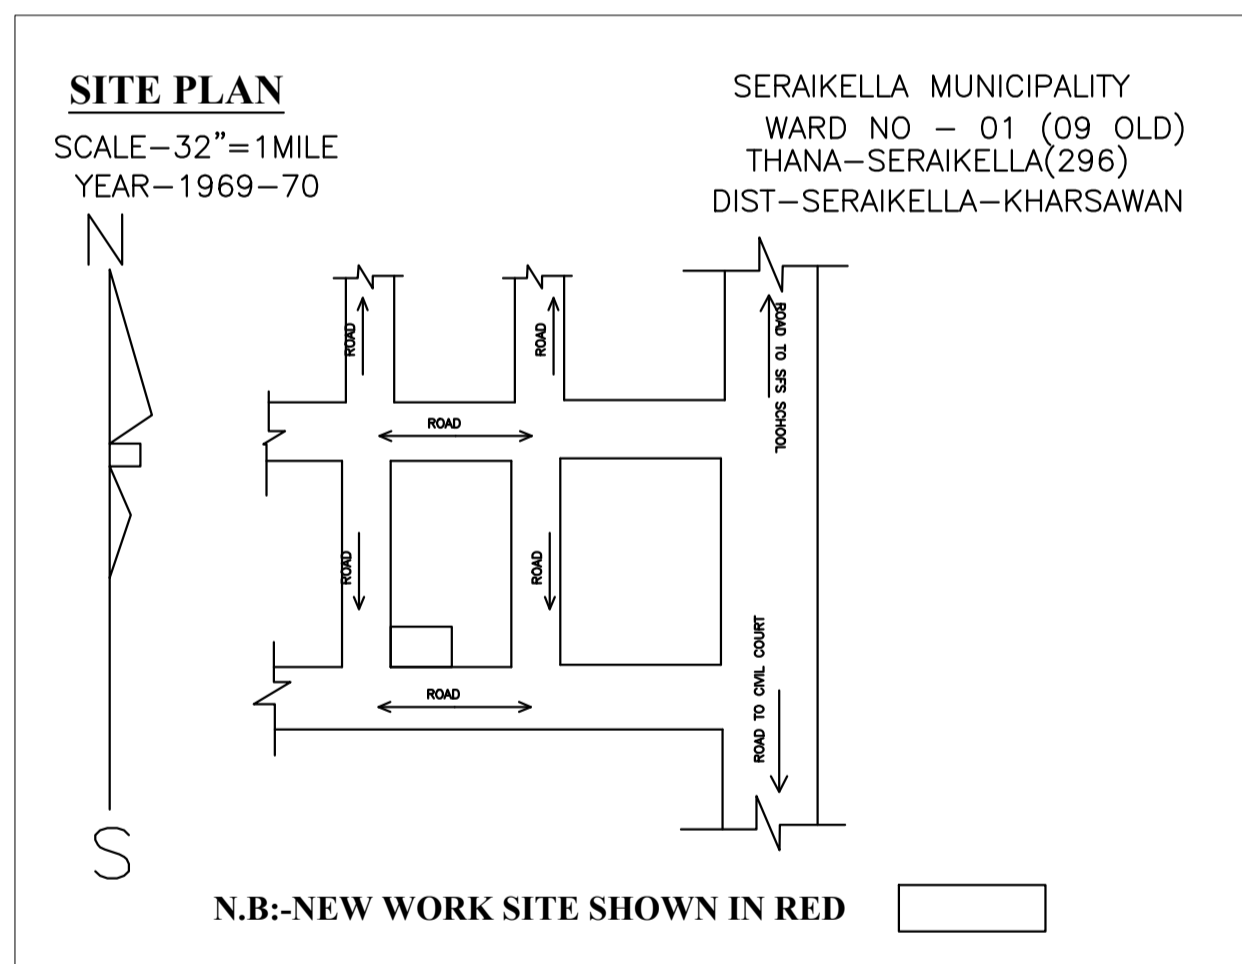 SITE PLAN
SCALE-32"=1MILE
YEAR-1969-70
SERAIKELLA MUNICIPALITY
WARD NO - 01 (09 OLD)
THANA-SERAIKELLA(296)
DIST-SERAIKELLA-KHARSAWAN
N
ROAD
ROAD
ROAD TO SFS SCHOOL
ROAD
ROAD
ROAD
ROAD TO CIVIL COURT
ROAD
S
N.B:-NEW WORK SITE SHOWN IN RED